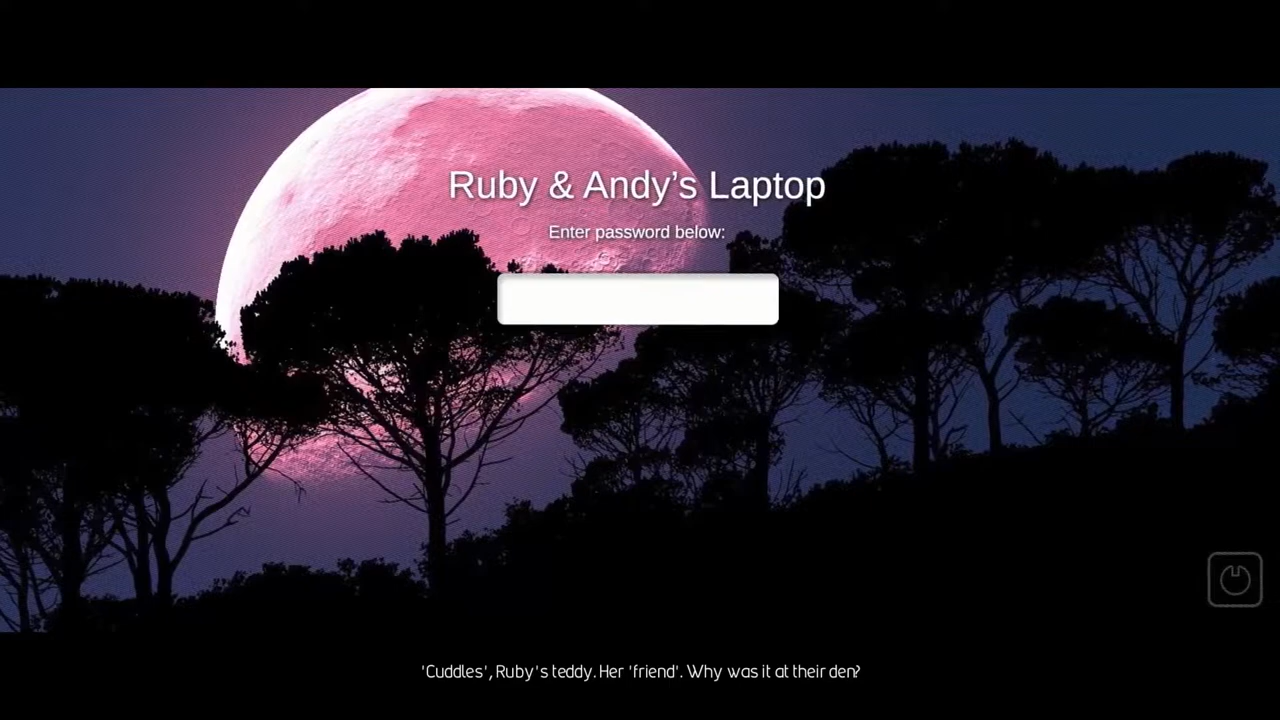 Ruby & Andy’s Laptop
Enter password below:
'Cuddles', Ruby's teddy. Her 'friend'. Why was it at their den?